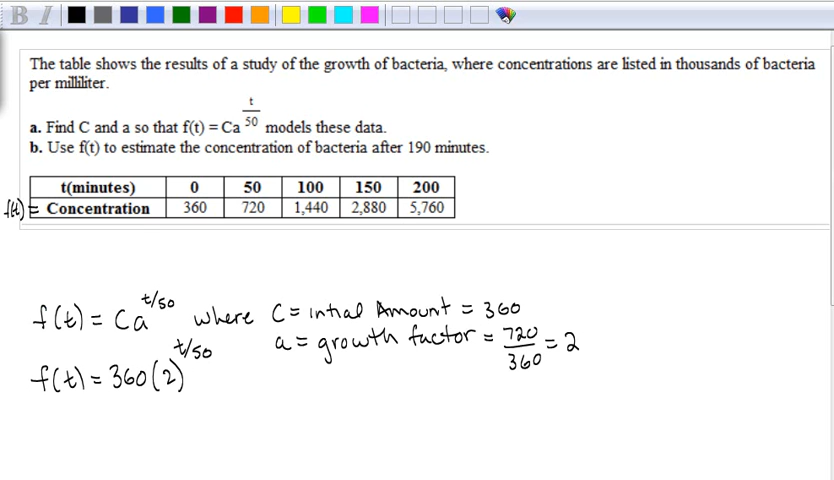 B I
The table shows the results of a study of the growth of bacteria, where concentrations are listed in thousands of bacteria
per milliliter.
a. Find C and a so that f(t) = Ca^(t/50) models these data.
b. Use f(t) to estimate the concentration of bacteria after 190 minutes.
t(minutes) 0 50 100 150 200
f(t) = Concentration 360 720 1,440 2,880 5,760
f(t) = Ca^(t/50) where C = intial Amount = 360
a = growth factor = 720/360 = 2
f(t) = 360(2)^(t/50)